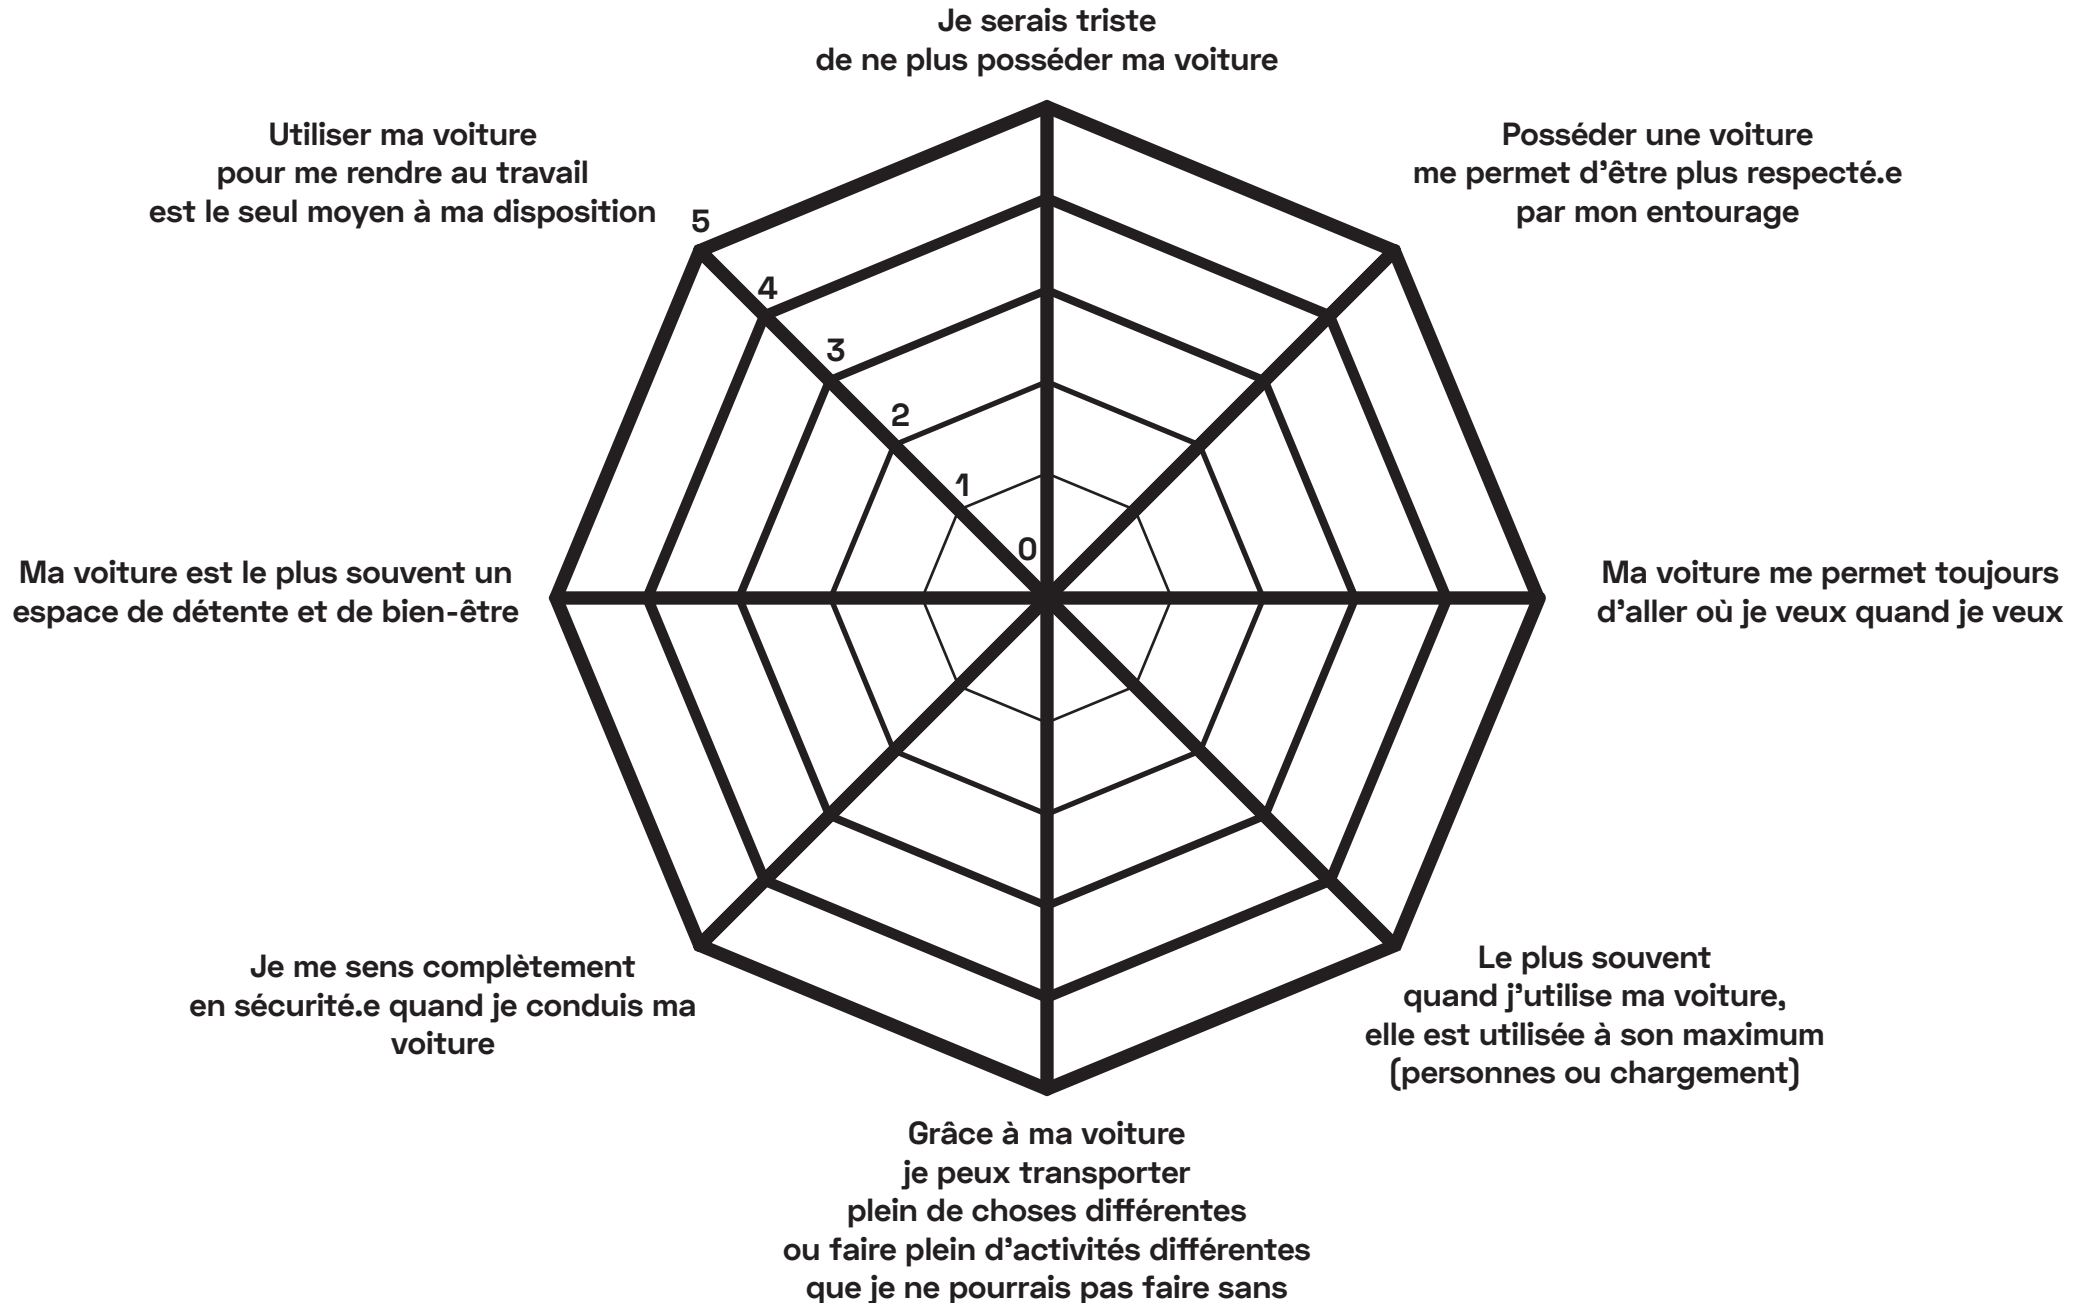 Je serais triste
de ne plus posséder ma voiture
Utiliser ma voiture
pour me rendre au travail
est le seul moyen à ma disposition
Posséder une voiture
me permet d’être plus respecté.e
par mon entourage
5
4
3
2
1
0
Ma voiture est le plus souvent un
espace de détente et de bien-être
Ma voiture me permet toujours
d’aller où je veux quand je veux
Je me sens complètement
en sécurité.e quand je conduis ma
voiture
Le plus souvent
quand j’utilise ma voiture,
elle est utilisée à son maximum
(personnes ou chargement)
Grâce à ma voiture
je peux transporter
plein de choses différentes
ou faire plein d’activités différentes
que je ne pourrais pas faire sans